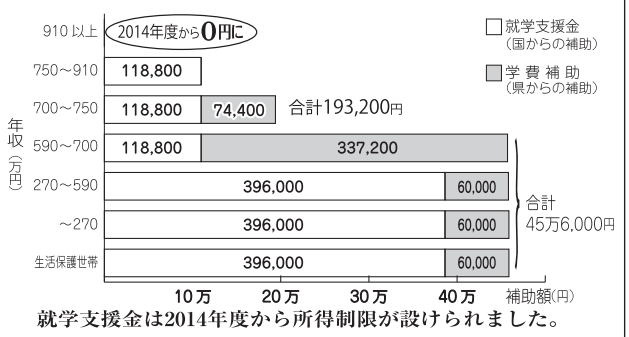 910以上
2014年度から0円に
就学支援金
（国からの補助）
学費補助
（県からの補助）
750～910
118,800
700～750
118,800
74,400
合計193,200円
590～700
118,800
337,200
年収（万円）
270～590
396,000
60,000
～270
396,000
60,000
生活保護世帯
396,000
60,000
合計
45万6,000円
10万
20万
30万
40万
補助額（円）
就学支援金は2014年度から所得制限が設けられました。